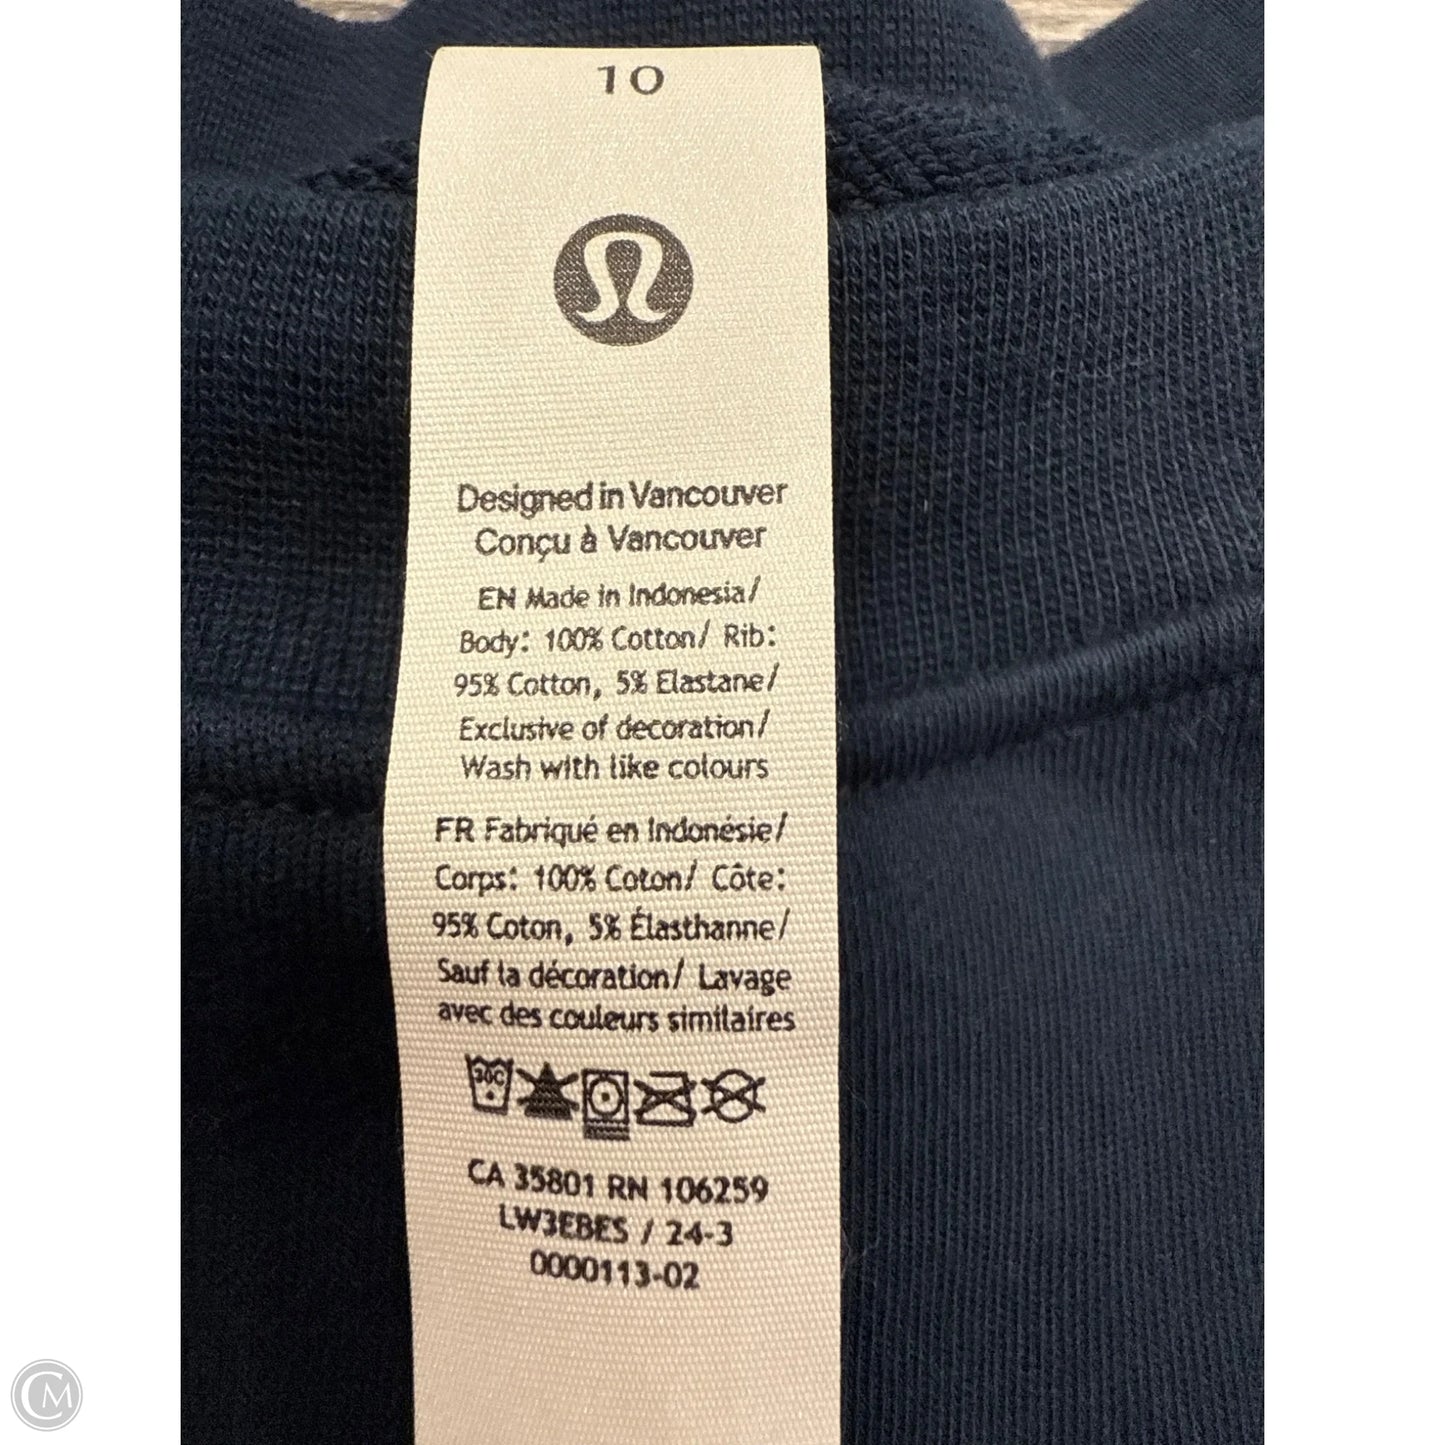 10
Designed in Vancouver
Conçu à Vancouver
EN Made in Indonesia/
Body: 100% Cotton/ Rib:
95% Cotton, 5% Elastane/
Exclusive of decoration/
Wash with like colours
FR Fabriqué en Indonésie/
Corps: 100% Coton/ Côte:
95% Coton, 5% Élasthanne/
Sauf la décoration/ Lavage
avec des couleurs similaires
30C
CA 35801 RN 106259
LW3EBES / 24-3
0000113-02
CM